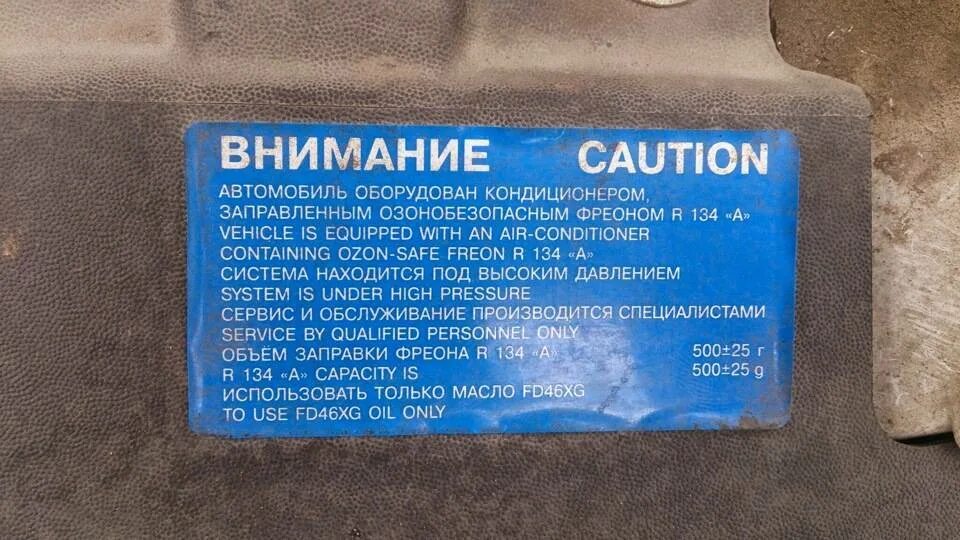 ВНИМАНИЕ CAUTION
АВТОМОБИЛЬ ОБОРУДОВАН КОНДИЦИОНЕРОМ,
ЗАПРАВЛЕННЫМ ОЗОНОБЕЗОПАСНЫМ ФРЕОНОМ R 134 «А»
VEHICLE IS EQUIPPED WITH AN AIR-CONDITIONER
CONTAINING OZON-SAFE FREON R 134 «A»
СИСТЕМА НАХОДИТСЯ ПОД ВЫСОКИМ ДАВЛЕНИЕМ
SYSTEM IS UNDER HIGH PRESSURE
СЕРВИС И ОБСЛУЖИВАНИЕ ПРОИЗВОДИТСЯ СПЕЦИАЛИСТАМИ
SERVICE BY QUALIFIED PERSONNEL ONLY
ОБЪЁМ ЗАПРАВКИ ФРЕОНА R 134 «А» 500±25 г
R 134 «A» CAPACITY IS 500±25 g
ИСПОЛЬЗОВАТЬ ТОЛЬКО МАСЛО FD46XG
TO USE FD46XG OIL ONLY